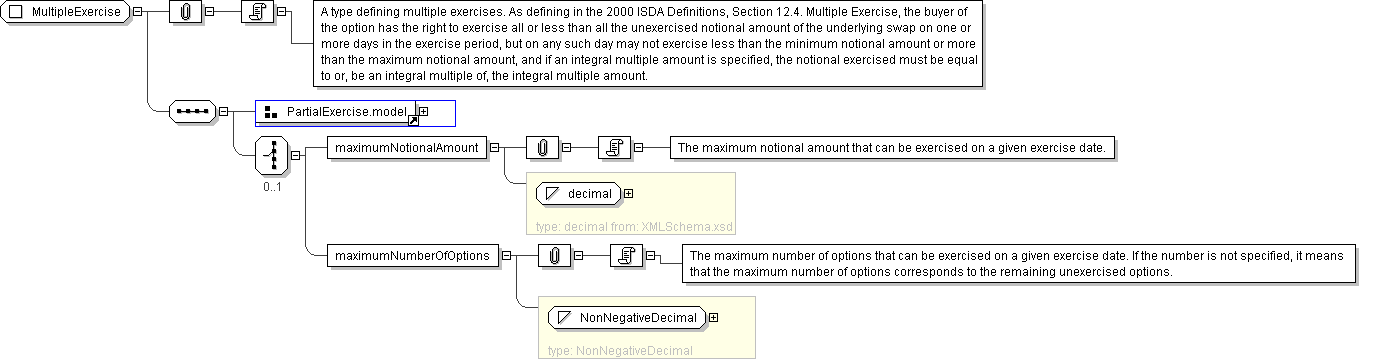 MultipleExercise
A type defining multiple exercises. As defining in the 2000 ISDA Definitions, Section 12.4. Multiple Exercise, the buyer of
the option has the right to exercise all or less than all the unexercised notional amount of the underlying swap on one or
more days in the exercise period, but on any such day may not exercise less than the minimum notional amount or more
than the maximum notional amount, and if an integral multiple amount is specified, the notional exercised must be equal
to or, be an integral multiple of, the integral multiple amount.
PartialExercise.model
0..1
maximumNotionalAmount
The maximum notional amount that can be exercised on a given exercise date.
decimal
type: decimal from: XMLSchema.xsd
maximumNumberOfOptions
The maximum number of options that can be exercised on a given exercise date. If the number is not specified, it means
that the maximum number of options corresponds to the remaining unexercised options.
NonNegativeDecimal
type: NonNegativeDecimal